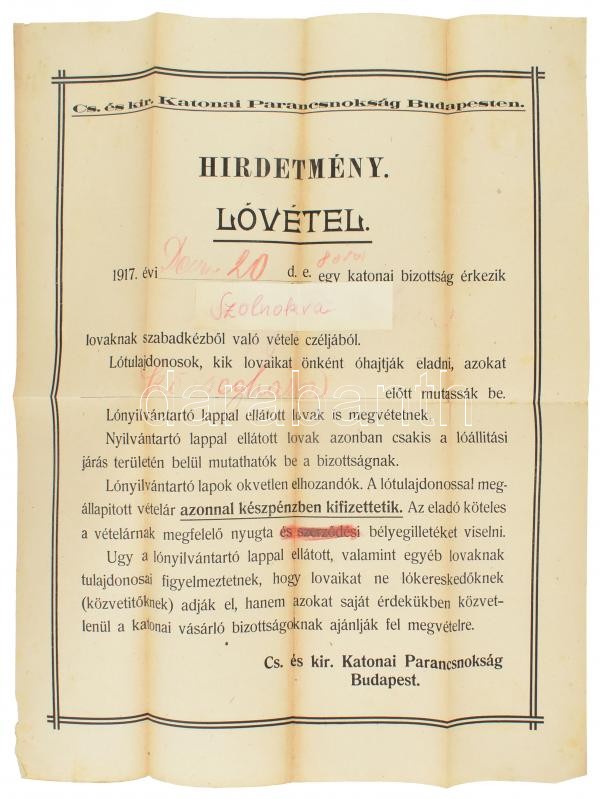 Cs. és kir. Katonai Parancsnokság Budapesten.
HIRDETMÉNY.
LÓVÉTEL.
1917. évi 20 d. e. egy katonai bizottság érkezik
Szolnokra
lovaknak szabadkézből való vétele czéljából.
Lótulajdonosok, kik lovaikat önként óhajtják eladni, azokat
előtt mutassák be.
Lónyilvántartó lappal ellátott lovak is megvétetnek.
Nyilvántartó lappal ellátott lovak azonban csakis a lóállitási
járás területén belül mutathatók be a bizottságnak.
Lónyilvántartó lapok okvetlen elhozandók. A lótulajdonossal meg-
állapitott vételár azonnal készpénzben kifizettetik. Az eladó köteles
a vételárnak megfelelő nyugta és szerződési bélyegilletéket viselni.
Ugy a lónyilvántartó lappal ellátott, valamint egyéb lovaknak
tulajdonosai figyelmeztetnek, hogy lovaikat ne lókereskedőknek
(közvetitőknek) adják el, hanem azokat saját érdekükben közvet-
lenül a katonai vásárló bizottságoknak ajánlják fel megvételre.
Cs. és kir. Katonai Parancsnokság
Budapest.
darabanth